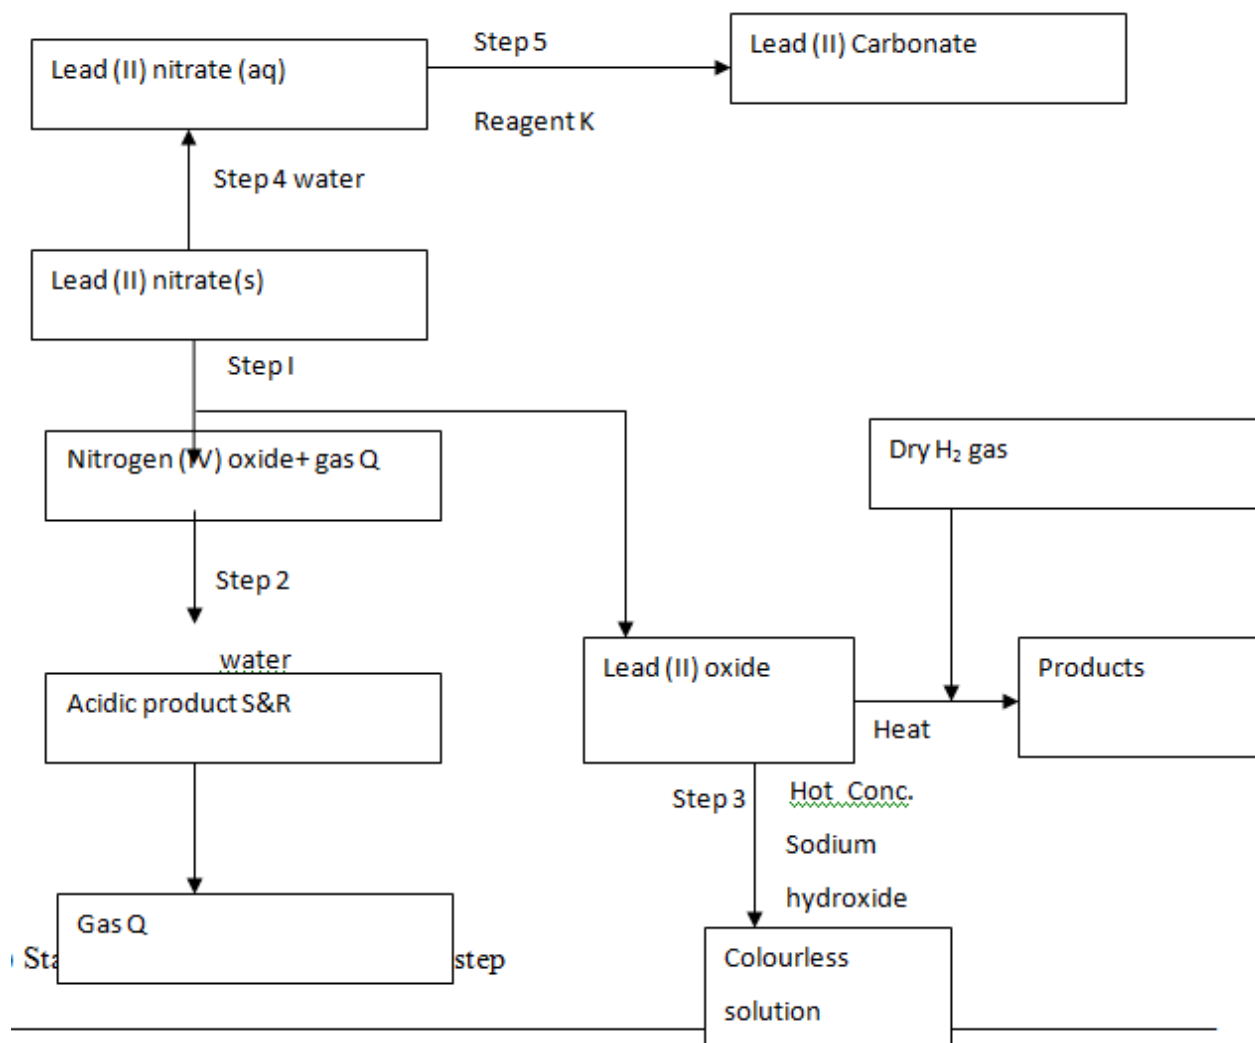 Step 5
Lead (II) Carbonate
Lead (II) nitrate (aq)
Reagent K
Step 4 water
Lead (II) nitrate(s)
Step I
Nitrogen (IV) oxide+ gas Q
Dry H₂ gas
Step 2
water
Acidic product S&R
Lead (II) oxide
Products
Heat
Step 3
Hot Conc.
Sodium
hydroxide
Gas Q
step
Colourless
solution